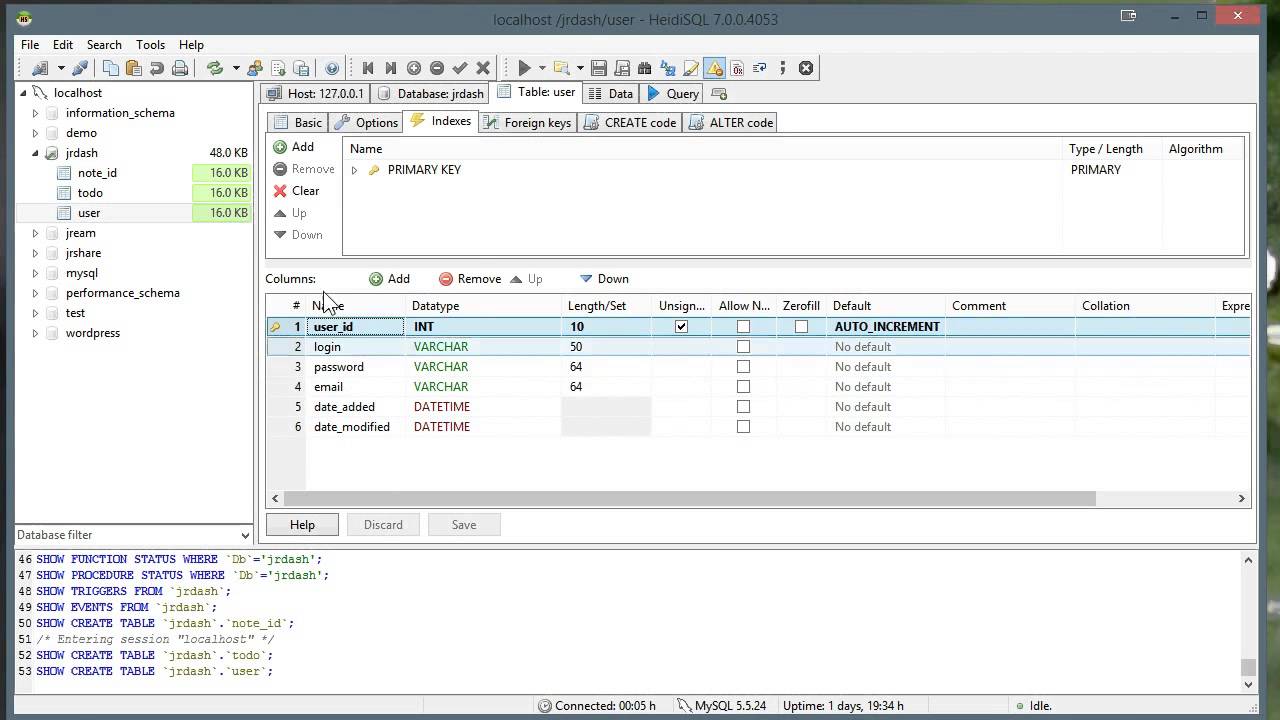 localhost /jrdash/user - HeidiSQL 7.0.0.4053
File Edit Search Tools Help
localhost
information_schema
demo
jrdash 48.0 KB
note_id 16.0 KB
todo 16.0 KB
user 16.0 KB
jream
jrshare
mysql
performance_schema
test
wordpress
Database filter
Host: 127.0.0.1 Database: jrdash Table: user Data Query
Basic Options Indexes Foreign keys CREATE code ALTER code
Add
Remove
Clear
Up
Down
Name Type / Length Algorithm
PRIMARY KEY PRIMARY
Columns: Add Remove Up Down
# Name Datatype Length/Set Unsign... Allow N... Zerofill Default Comment Collation Expre
1 user_id INT 10 AUTO_INCREMENT
2 login VARCHAR 50 No default
3 password VARCHAR 64 No default
4 email VARCHAR 64 No default
5 date_added DATETIME No default
6 date_modified DATETIME No default
Help Discard Save
46 SHOW FUNCTION STATUS WHERE `Db`='jrdash';
47 SHOW PROCEDURE STATUS WHERE `Db`='jrdash';
48 SHOW TRIGGERS FROM `jrdash`;
49 SHOW EVENTS FROM `jrdash`;
50 SHOW CREATE TABLE `jrdash`.`note_id`;
51 /* Entering session "localhost" */
52 SHOW CREATE TABLE `jrdash`.`todo`;
53 SHOW CREATE TABLE `jrdash`.`user`;
Connected: 00:05 h MySQL 5.5.24 Uptime: 1 days, 19:34 h Idle.